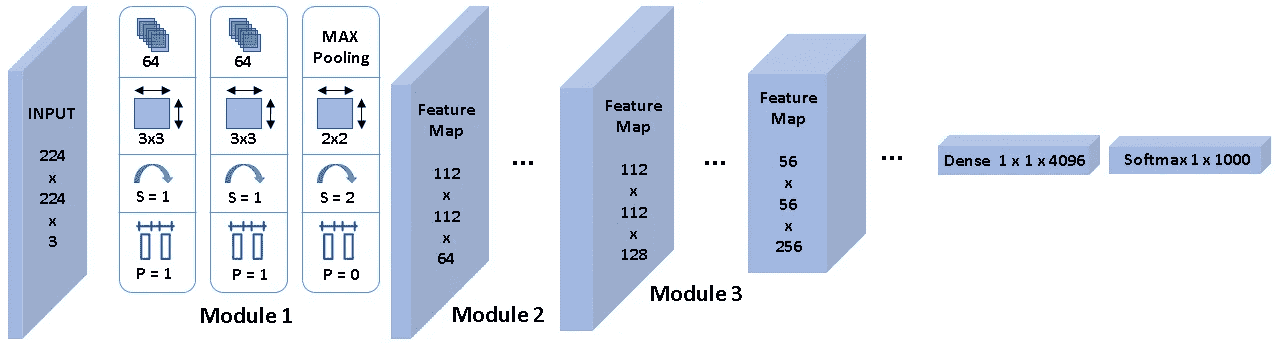 INPUT
224
x
224
x
3
64
3x3
S = 1
P = 1
64
3x3
S = 1
P = 1
MAX
Pooling
2x2
S = 2
P = 0
Module 1
Feature
Map
112
x
112
x
64
Module 2
...
Feature
Map
112
x
112
x
128
Module 3
...
Feature
Map
56
x
56
x
256
...
Dense 1 x 1 x 4096
Softmax 1 x 1000